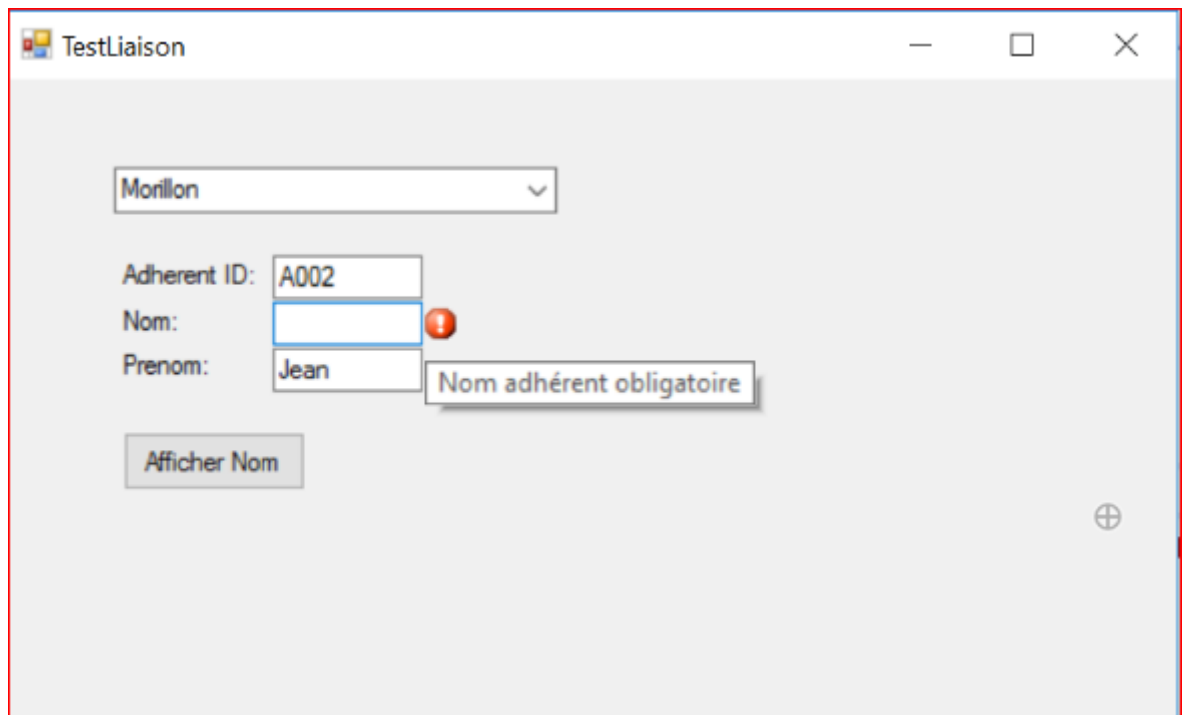 TestLiaison
Morillon
Adherent ID: A002
Nom:
Prenom: Jean
Nom adhérent obligatoire
Afficher Nom